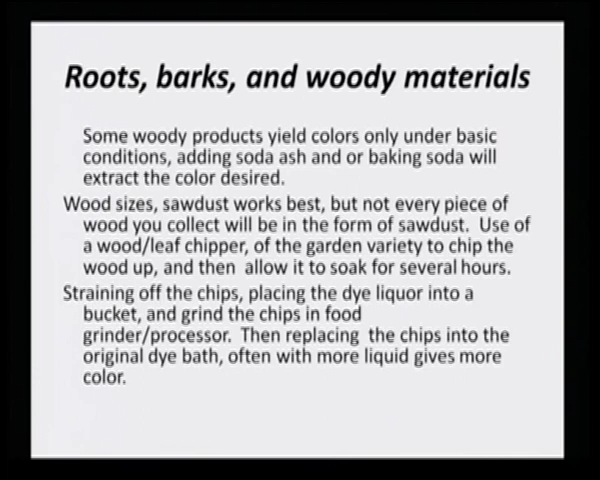 Roots, barks, and woody materials
Some woody products yield colors only under basic
conditions, adding soda ash and or baking soda will
extract the color desired.
Wood sizes, sawdust works best, but not every piece of
wood you collect will be in the form of sawdust.  Use of
a wood/leaf chipper, of the garden variety to chip the
wood up, and then  allow it to soak for several hours.
Straining off the chips, placing the dye liquor into a
bucket, and grind the chips in food
grinder/processor.  Then replacing  the chips into the
original dye bath, often with more liquid gives more
color.